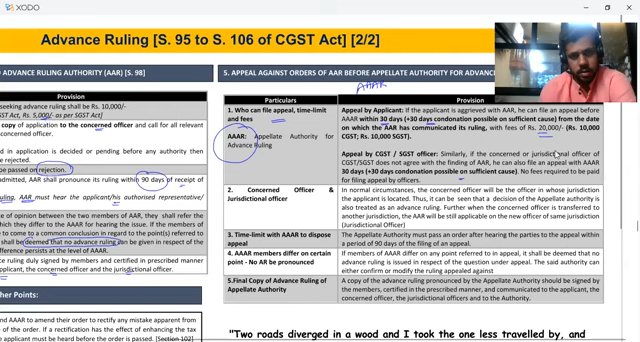 XODO
Advance Ruling [S. 95 to S. 106 of CGST Act] [2/2]
ADVANCE RULING AUTHORITY (AAR) [S. 98]
Provision
seeking advance ruling shall be Rs. 10,000/-
GST Act, Rs. 5,000/- as per SGST Act]
copy of application to the concerned officer and call for all relevant
concerned officer.
d in application is decided or pending before any authority then
be rejected.
be passed on rejection.
admitted, AAR shall pronounce its ruling within 90 days of receipt of
ruling, AAR must hear the applicant/his authorised representative/
ce of opinion between the two members of AAR, they shall refer the
which they differ to the AAAR for hearing the issue. If the members
to come to a common conclusion in regard to the point(s) referred to
shall be deemed that no advance ruling can be given in respect of the
difference persists at the level of AAAR.
ce ruling duly signed by members and certified in prescribed manner
applicant, the concerned officer and the jurisdictional officer.
her Points:
and AAAR to amend their order to rectify any mistake apparent from
of the order. If a rectification has the effect of enhancing the tax
must be heard before the order is passed. [Section 102]
AAAR
5. APPEAL AGAINST ORDERS OF AAR BEFORE APPELLATE AUTHORITY FOR ADVANCE
Particulars
Provision
1. Who can file appeal, time-limit
and fees
AAAR: Appellate Authority for
Advance Ruling
Appeal by Applicant: If the applicant is aggrieved with AAR, he can file an appeal before
AAAR within 30 days (+30 days condonation possible on sufficient cause) from the date
on which the AAR has communicated its ruling, with fees of Rs. 20,000/- (Rs. 10,000
CGST; Rs. 10,000 SGST).
Appeal by CGST / SGST officer: Similarly, if the concerned or jurisdictional officer of
CGST/SGST does not agree with the finding of AAR, he can also file an appeal with AAAR
30 days (+30 days condonation possible on sufficient cause). No fees required to be
paid for filing appeal by officers.
2. Concerned Officer &
Jurisdictional officer
In normal circumstances, the concerned officer will be the officer in whose jurisdiction
the applicant is located. Thus, it can be seen that a decision of the Appellate Authority is
also treated as an advance ruling. Further when the concerned officer is transferred to
another jurisdiction, the AAR will be still applicable on the new officer of same jurisdiction
(Jurisdictional Officer)
3. Time-limit with AAAR to dispose
appeal
The Appellate Authority must pass an order after hearing the parties to the appeal within
a period of 90 days of the filing of an appeal.
4. AAAR members differ on certain
point - No AR be pronounced
If members of AAAR differ on any point referred to in appeal, it shall be deemed that no
advance ruling is issued in respect of the question under appeal. The said authority can
either confirm or modify the ruling appealed against
5.Final Copy of Advance Ruling of
Appellate Authority
A copy of the advance ruling pronounced by the Appellate Authority should be signed by
the members, certified in the prescribed manner, and communicated to the applicant, the
concerned officer, the jurisdictional officers and to the Authority.
"Two roads diverged in a wood and I took the one less travelled by, and